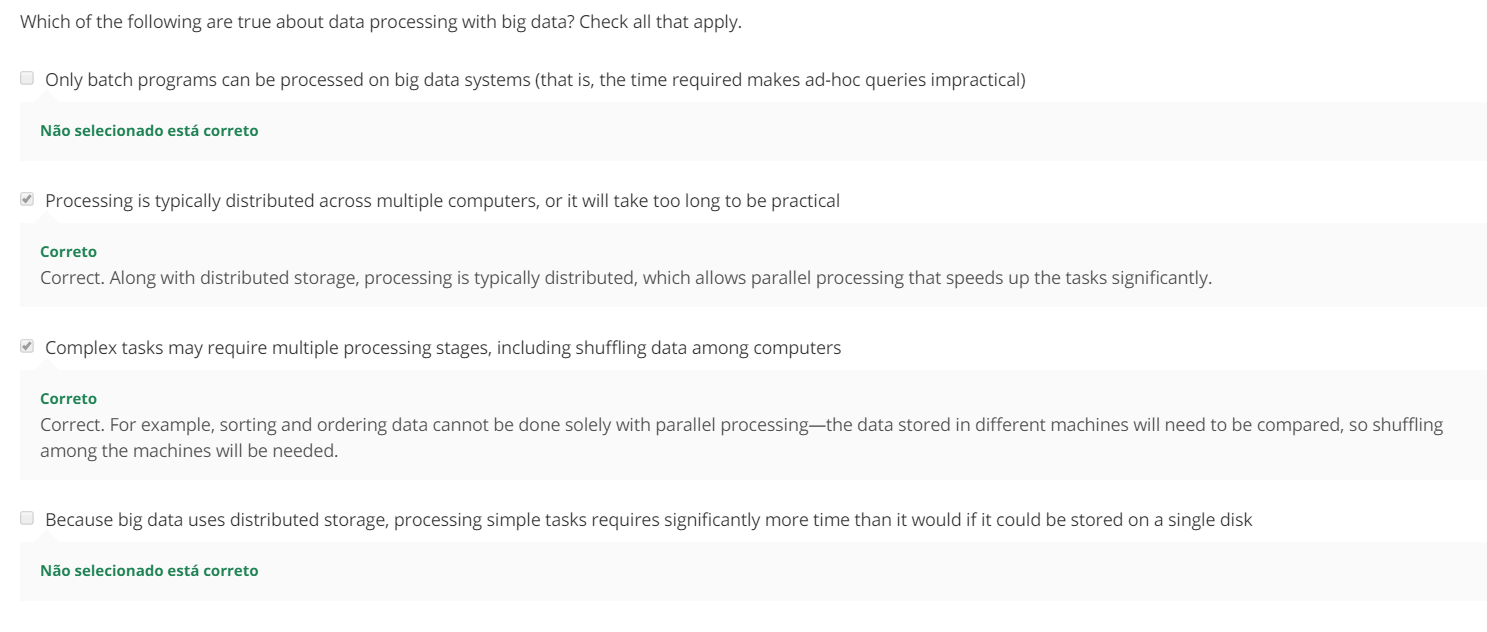 Which of the following are true about data processing with big data? Check all that apply.
Only batch programs can be processed on big data systems (that is, the time required makes ad-hoc queries impractical)
Não selecionado está correto
Processing is typically distributed across multiple computers, or it will take too long to be practical
Correto
Correct. Along with distributed storage, processing is typically distributed, which allows parallel processing that speeds up the tasks significantly.
Complex tasks may require multiple processing stages, including shuffling data among computers
Correto
Correct. For example, sorting and ordering data cannot be done solely with parallel processing—the data stored in different machines will need to be compared, so shuffling
among the machines will be needed.
Because big data uses distributed storage, processing simple tasks requires significantly more time than it would if it could be stored on a single disk
Não selecionado está correto